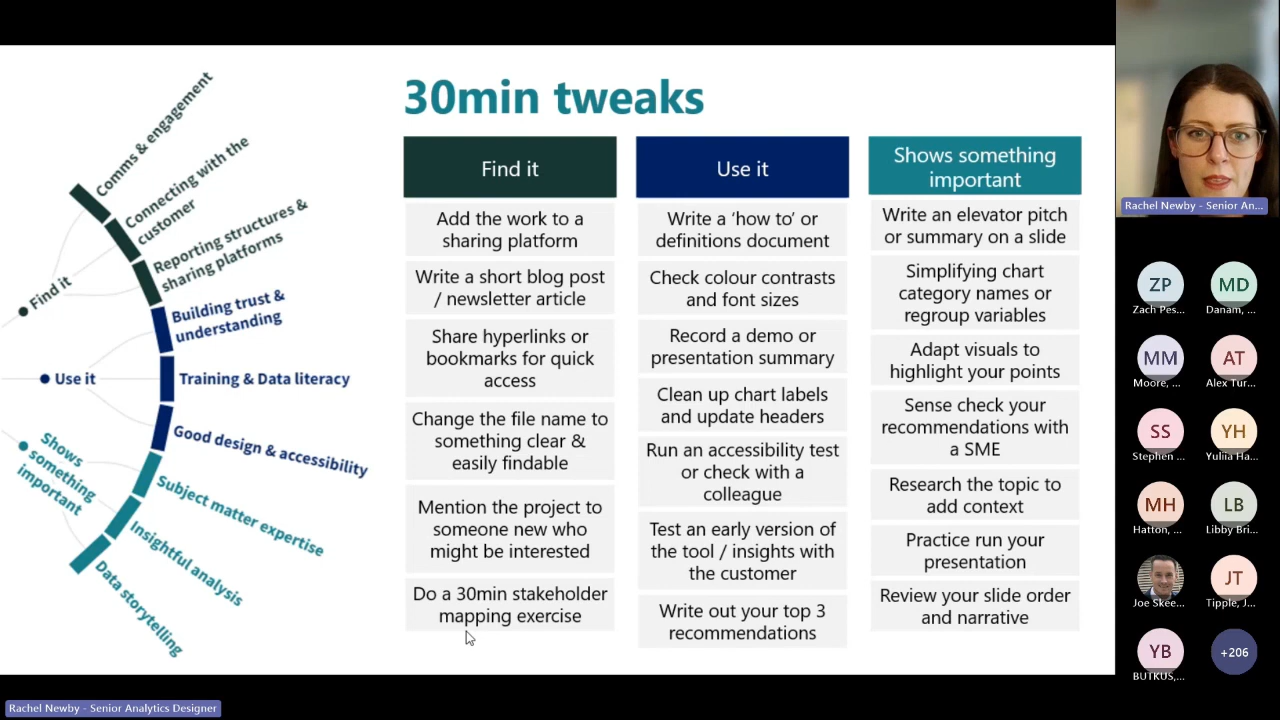 30min tweaks
Comms & engagement
Connecting with the
customer
Reporting structures &
sharing platforms
Find it
Building trust &
understanding
Use it
Training & Data literacy
Good design & accessibility
Shows
something
important
Subject matter expertise
Insightful analysis
Data storytelling
Find it
Add the work to a
sharing platform
Write a short blog post
/ newsletter article
Share hyperlinks or
bookmarks for quick
access
Change the file name to
something clear &
easily findable
Mention the project to
someone new who
might be interested
Do a 30min stakeholder
mapping exercise
Use it
Write a ‘how to’ or
definitions document
Check colour contrasts
and font sizes
Record a demo or
presentation summary
Clean up chart labels
and update headers
Run an accessibility test
or check with a
colleague
Test an early version of
the tool / insights with
the customer
Write out your top 3
recommendations
Shows something
important
Write an elevator pitch
or summary on a slide
Simplifying chart
category names or
regroup variables
Adapt visuals to
highlight your points
Sense check your
recommendations with
a SME
Research the topic to
add context
Practice run your
presentation
Review your slide order
and narrative
Rachel Newby - Senior An...
ZP
Zach Pes...
MD
Danam, ...
MM
Moore, ...
AT
Alex Tur...
SS
Stephen ...
YH
Yuliia Ha...
MH
Hatton, ...
LB
Libby Bri...
Joe Skee...
JT
Tipple, J...
YB
BUTKUS,...
+206
Rachel Newby - Senior Analytics Designer